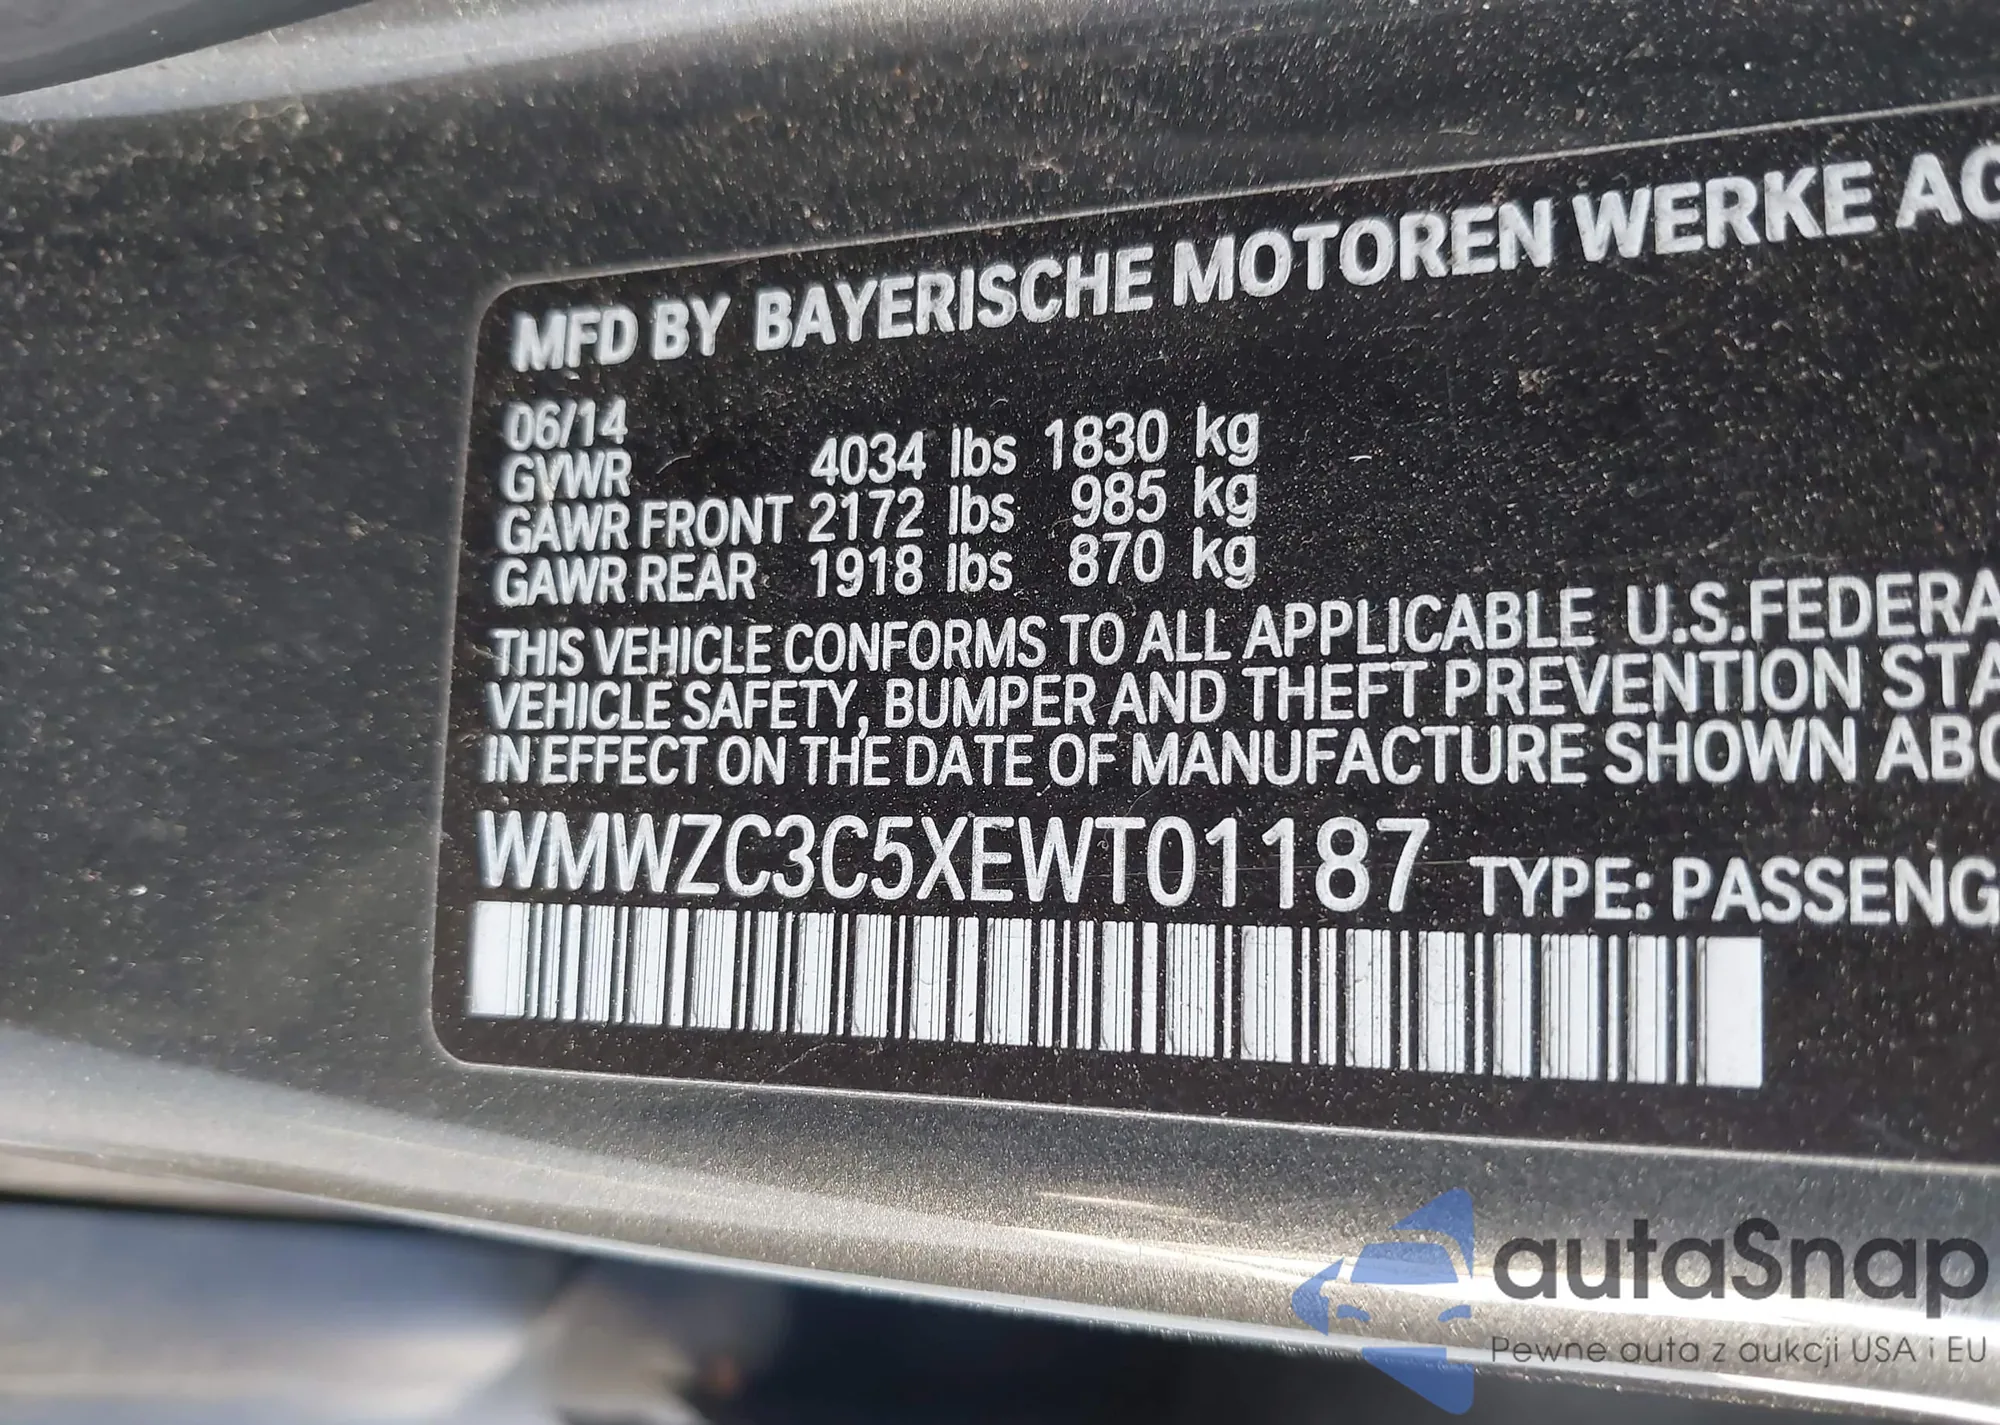 MFD BY BAYERISCHE MOTOREN WERKE AG
06/14
GVWR 4034 lbs 1830 kg
GAWR FRONT 2172 lbs 985 kg
GAWR REAR 1918 lbs 870 kg
THIS VEHICLE CONFORMS TO ALL APPLICABLE U.S.FEDERA
VEHICLE SAFETY, BUMPER AND THEFT PREVENTION STA
IN EFFECT ON THE DATE OF MANUFACTURE SHOWN ABO
WMWZC3C5XEWT01187 TYPE: PASSENG
autaSnap
Pewne auta z aukcji USA i EU